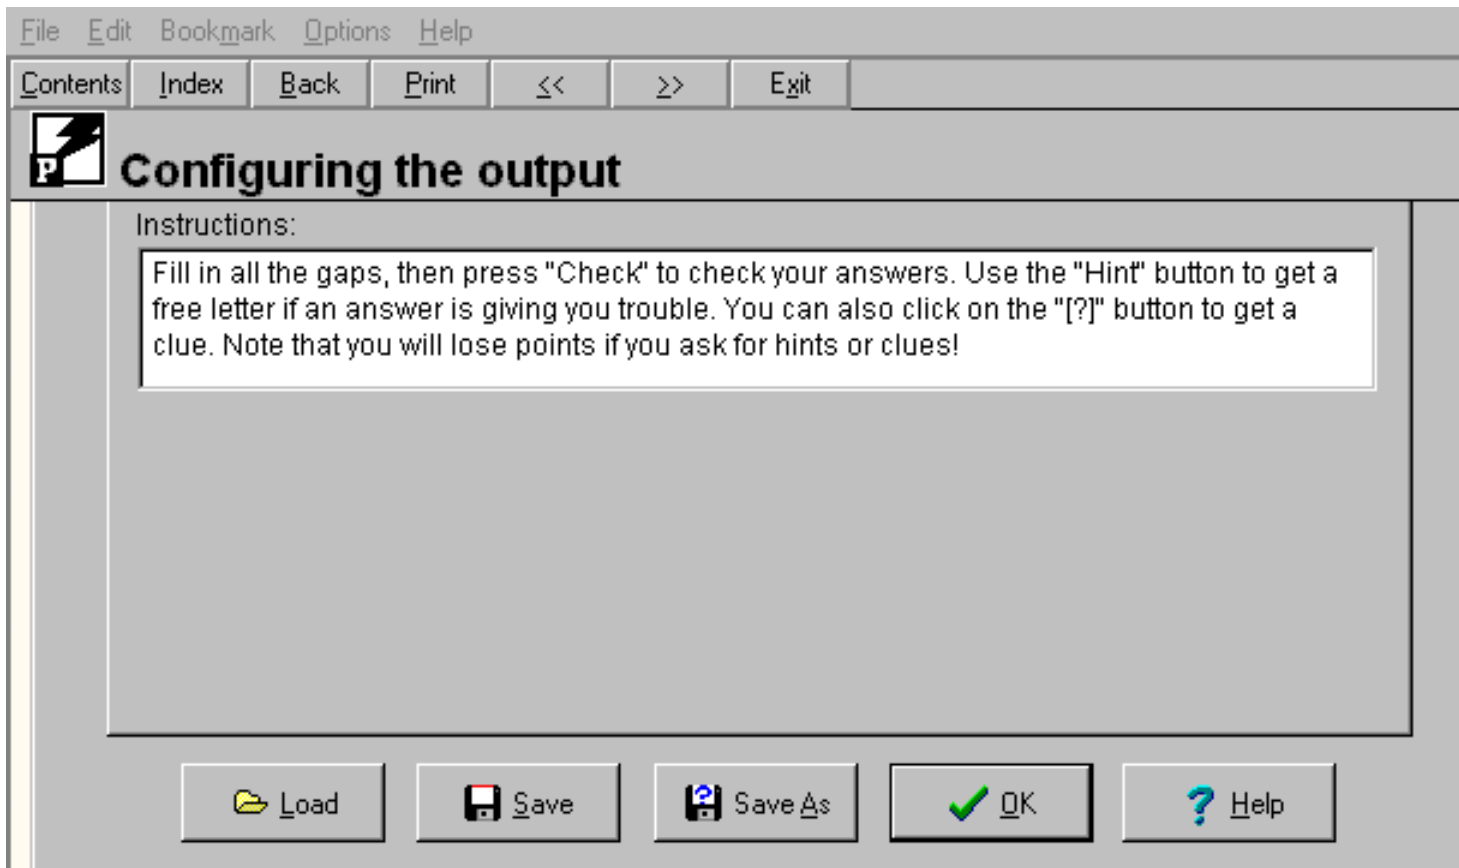 File Edit Bookmark Options Help
Contents Index Back Print << >> Exit
P Configuring the output
Instructions:
Fill in all the gaps, then press "Check" to check your answers. Use the "Hint" button to get a
free letter if an answer is giving you trouble. You can also click on the "[?]" button to get a
clue. Note that you will lose points if you ask for hints or clues!
Load Save Save As OK Help